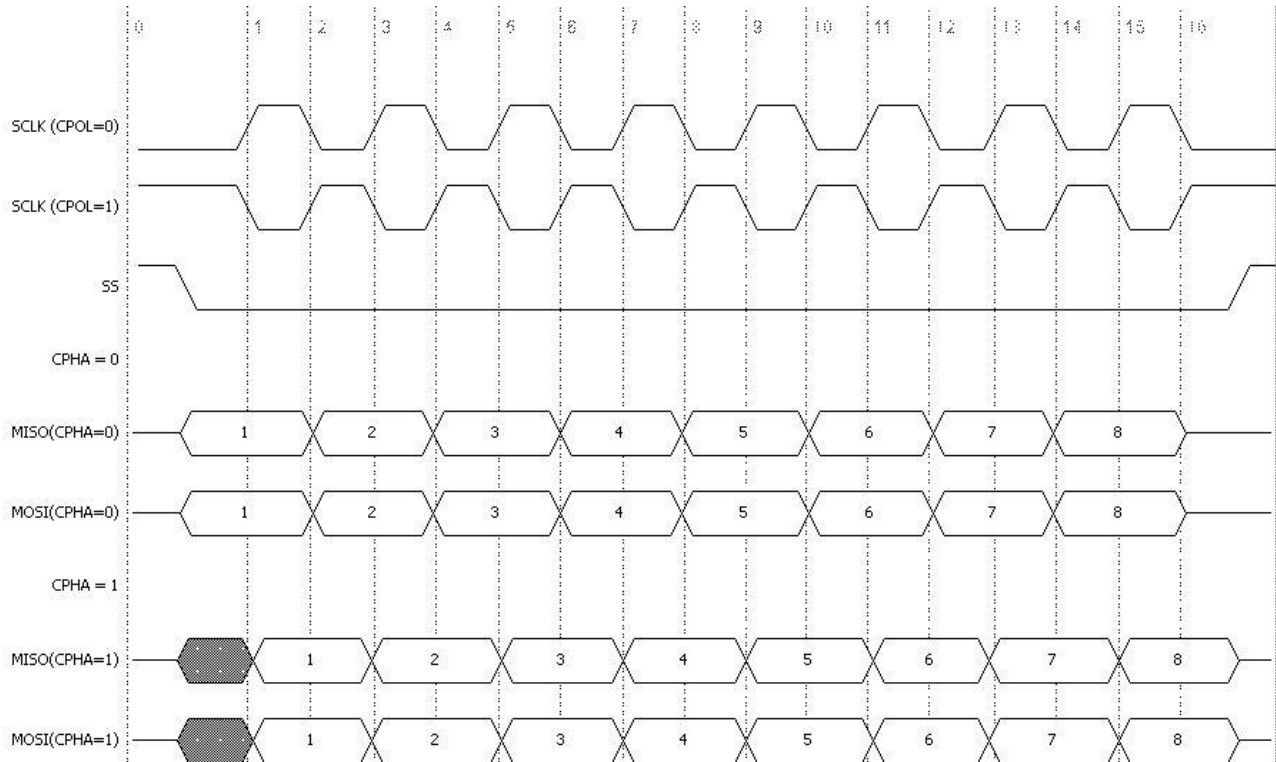 0 1 2 3 4 5 6 7 8 9 10 11 12 13 14 15 16
SCLK (CPOL=0)
SCLK (CPOL=1)
SS
CPHA = 0
MISO(CPHA=0) 1 2 3 4 5 6 7 8
MOSI(CPHA=0) 1 2 3 4 5 6 7 8
CPHA = 1
MISO(CPHA=1) 1 2 3 4 5 6 7 8
MOSI(CPHA=1) 1 2 3 4 5 6 7 8